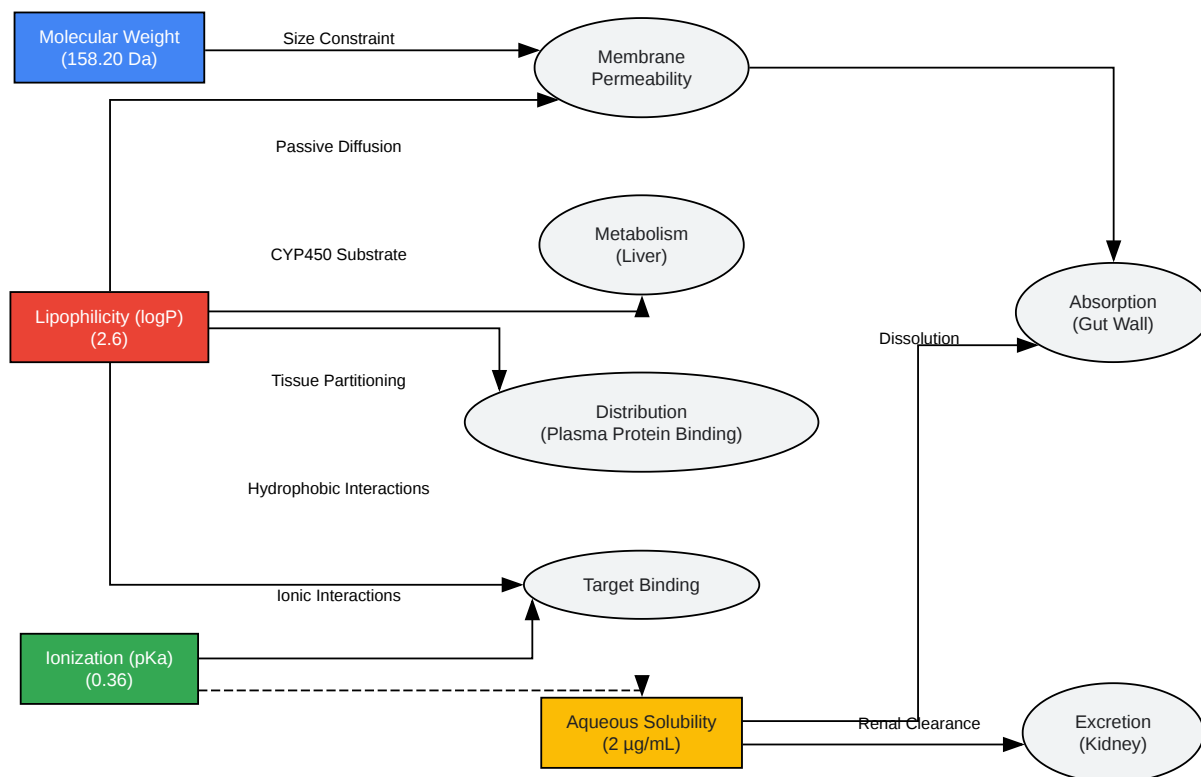 Molecular Weight
(158.20 Da)
Size Constraint
Membrane
Permeability
Passive Diffusion
Metabolism
(Liver)
CYP450 Substrate
Lipophilicity (logP)
(2.6)
Absorption
(Gut Wall)
Dissolution
Tissue Partitioning
Distribution
(Plasma Protein Binding)
Hydrophobic Interactions
Target Binding
Ionic Interactions
Ionization (pKa)
(0.36)
Aqueous Solubility
(2 µg/mL)
Renal Clearance
Excretion
(Kidney)